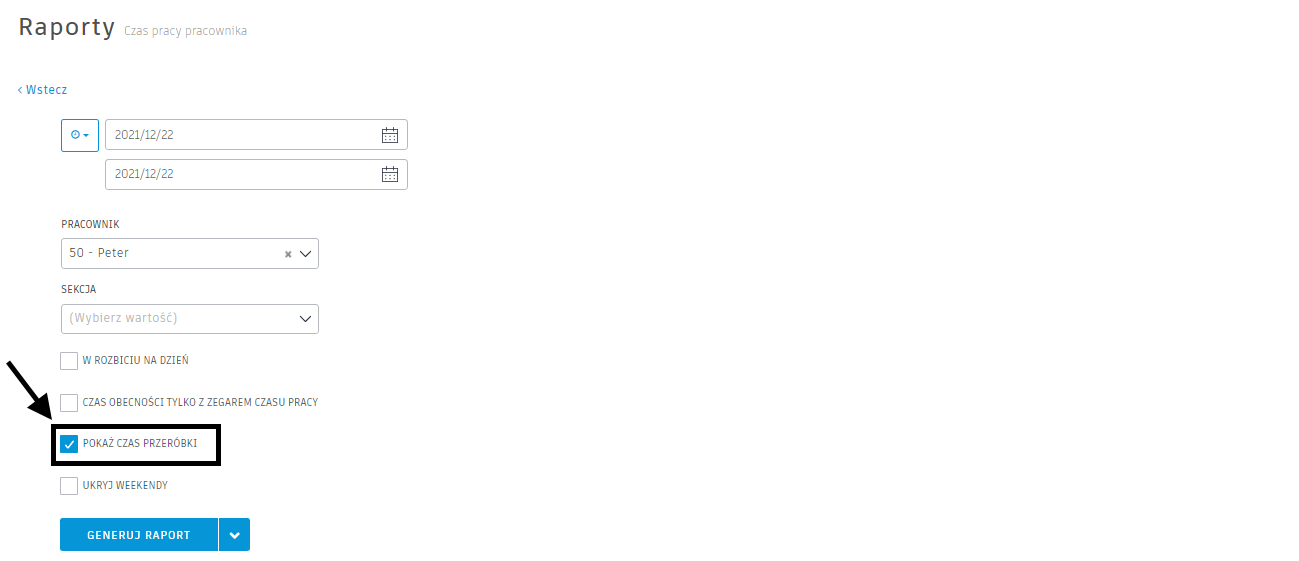 Raporty Czas pracy pracownika
‹ Wstecz
2021/12/22
2021/12/22
PRACOWNIK
50 - Peter
SEKCJA
(Wybierz wartość)
W ROZBICIU NA DZIEŃ
CZAS OBECNOŚCI TYLKO Z ZEGAREM CZASU PRACY
POKAŻ CZAS PRZERÓBKI
UKRYJ WEEKENDY
GENERUJ RAPORT